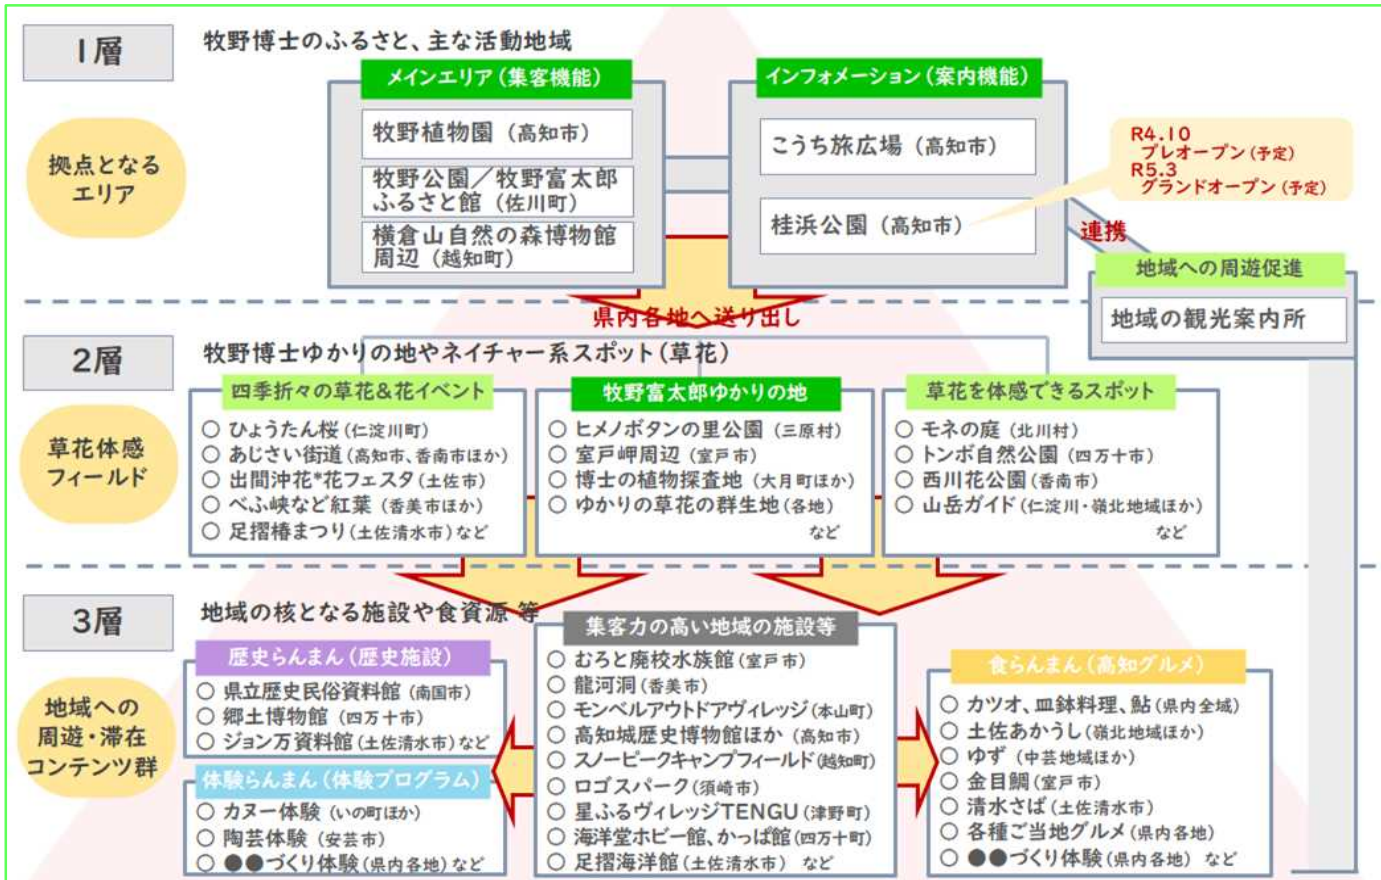 1層
牧野博士のふるさと、主な活動地域
拠点となる
エリア
メインエリア(集客機能)
牧野植物園(高知市)
牧野公園／牧野富太郎
ふるさと館(佐川町)
横倉山自然の森博物館
周辺(越知町)
インフォメーション(案内機能)
こうち旅広場(高知市)
桂浜公園(高知市)
R4.10
プレオープン(予定)
R5.3
グランドオープン(予定)
連携
地域への周遊促進
地域の観光案内所
県内各地へ送り出し
2層
牧野博士ゆかりの地やネイチャー系スポット(草花)
草花体感
フィールド
四季折々の草花&花イベント
○ ひょうたん桜(仁淀川町)
○ あじさい街道(高知市、香南市ほか)
○ 出間沖花*花フェスタ(土佐市)
○ べふ峡など紅葉(香美市ほか)
○ 足摺椿まつり(土佐清水市)など
牧野富太郎ゆかりの地
○ ヒメノボタンの里公園(三原村)
○ 室戸岬周辺(室戸市)
○ 博士の植物探査地(大月町ほか)
○ ゆかりの草花の群生地(各地)
など
草花を体感できるスポット
○ モネの庭(北川村)
○ トンボ自然公園(四万十市)
○ 西川花公園(香南市)
○ 山岳ガイド(仁淀川・嶺北地域ほか)
など
3層
地域の核となる施設や食資源 等
地域への
周遊・滞在
コンテンツ群
歴史らんまん(歴史施設)
○ 県立歴史民俗資料館(南国市)
○ 郷土博物館(四万十市)
○ ジョン万資料館(土佐清水市)など
体験らんまん(体験プログラム)
○ カヌー体験(いの町ほか)
○ 陶芸体験(安芸市)
○ ●●づくり体験(県内各地)など
集客力の高い地域の施設等
○ むろと廃校水族館(室戸市)
○ 龍河洞(香美市)
○ モンベルアウトドアヴィレッジ(本山町)
○ 高知城歴史博物館ほか(高知市)
○ スノーピークキャンプフィールド(越知町)
○ ロゴスパーク(須崎市)
○ 星ふるヴィレッジTENGU(津野町)
○ 海洋堂ホビー館、かっぱ館(四万十町)
○ 足摺海洋館(土佐清水市) など
食らんまん(高知グルメ)
○ カツオ、皿鉢料理、鮎(県内全域)
○ 土佐あかうし(嶺北地域ほか)
○ ゆず(中芸地域ほか)
○ 金目鯛(室戸市)
○ 清水さば(土佐清水市)
○ 各種ご当地グルメ(県内各地)
○ ●●づくり体験(県内各地) など